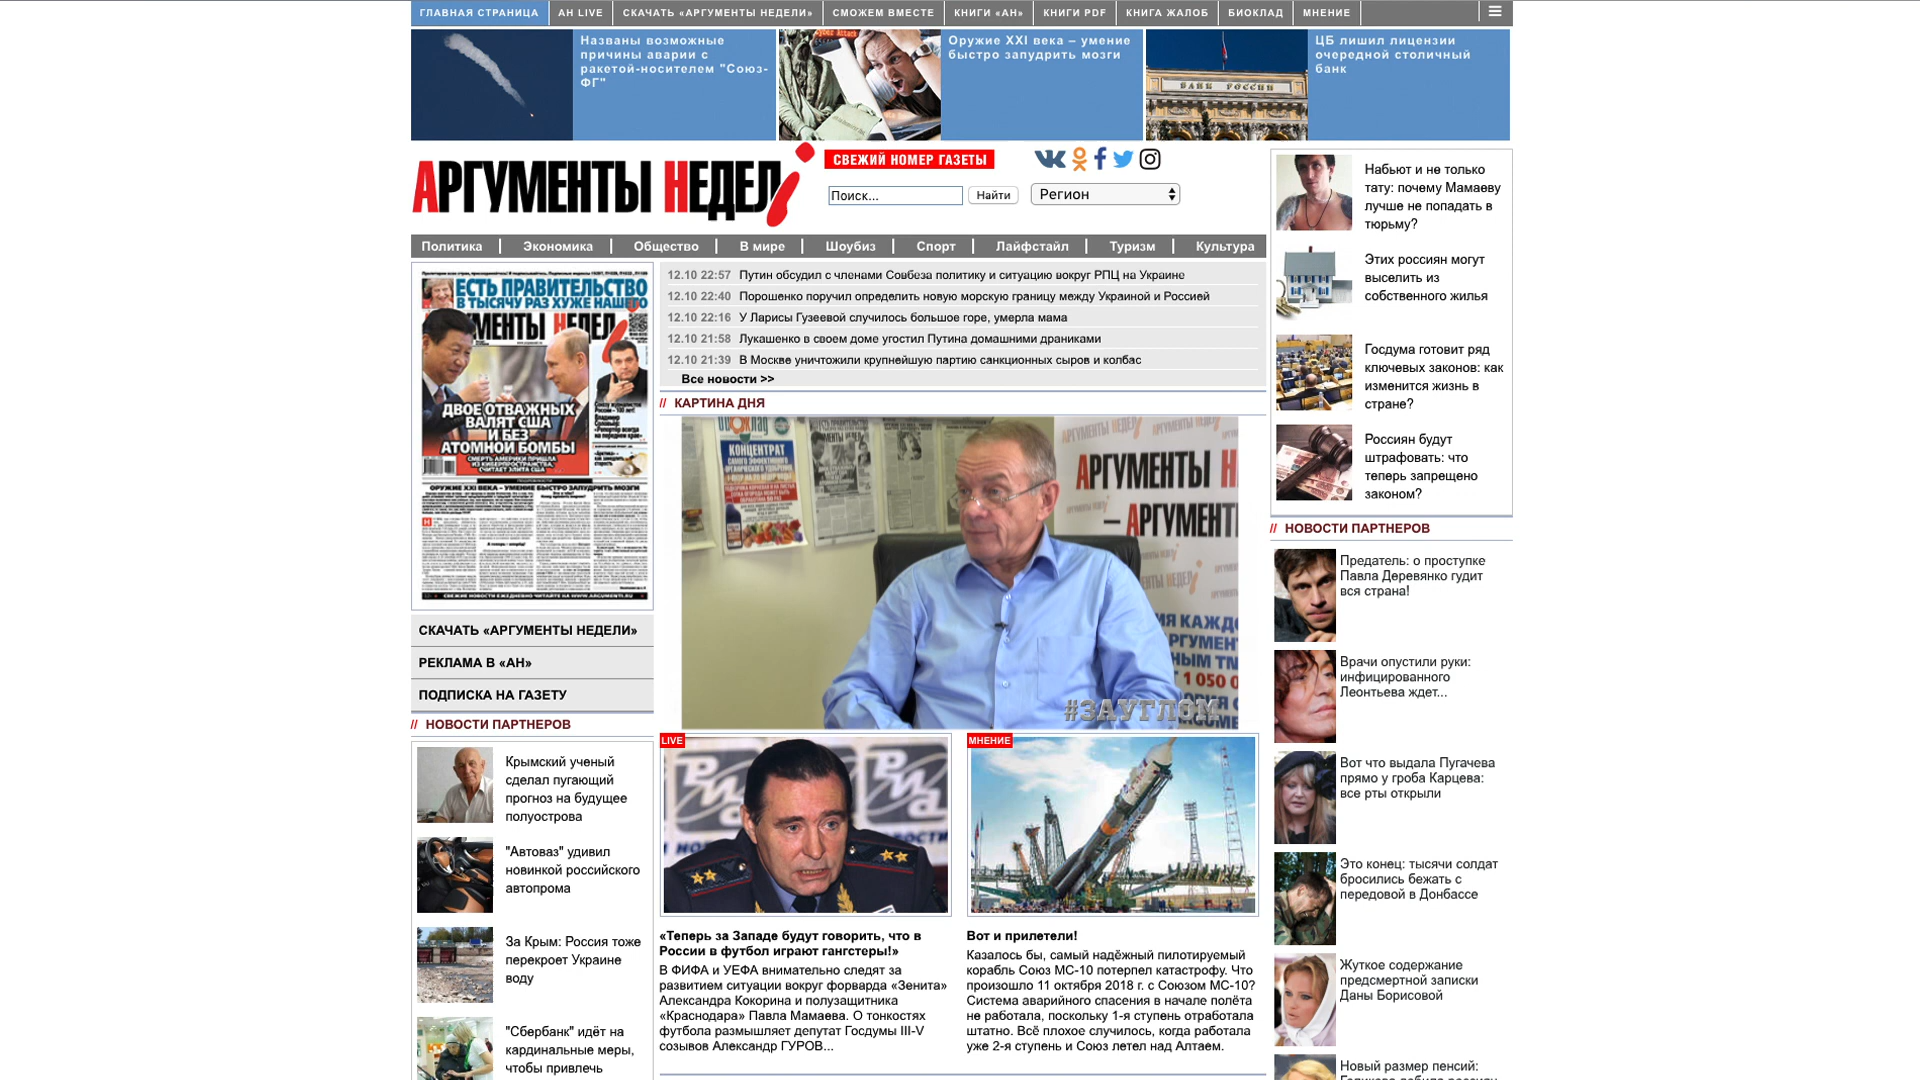 ГЛАВНАЯ СТРАНИЦА
АН LIVE
СКАЧАТЬ «АРГУМЕНТЫ НЕДЕЛИ»
СМОЖЕМ ВМЕСТЕ
КНИГИ «АН»
КНИГИ PDF
КНИГА ЖАЛОБ
БИОКЛАД
МНЕНИЕ
Названы возможные
причины аварии с
ракетой-носителем "Союз-
ФГ"
Оружие XXI века – умение
быстро запудрить мозги
БАНК РОССИИ
ЦБ лишил лицензии
очередной столичный
банк
АРГУМЕНТЫ НЕДЕЛИ
СВЕЖИЙ НОМЕР ГАЗЕТЫ
Поиск...
Найти
Регион
Политика
Экономика
Общество
В мире
Шоубиз
Спорт
Лайфстайл
Туризм
Культура
ЕСТЬ ПРАВИТЕЛЬСТВО
В ТЫСЯЧУ РАЗ ХУЖЕ НАШЕГО
ДВОЕ ОТВАЖНЫХ
ВАЛЯТ США
И БЕЗ
АТОМНОЙ БОМБЫ
СМЕРТЬ АМЕРИКИ ПРИШЛА
ИЗ КИБЕРПРОСТРАНСТВА,
СЧИТАЕТ ЭЛИТА США
ОРУЖИЕ XXI ВЕКА – УМЕНИЕ БЫСТРО ЗАПУДРИТЬ МОЗГИ
СКАЧАТЬ «АРГУМЕНТЫ НЕДЕЛИ»
РЕКЛАМА В «АН»
ПОДПИСКА НА ГАЗЕТУ
// НОВОСТИ ПАРТНЕРОВ
Крымский ученый
сделал пугающий
прогноз на будущее
полуострова
"Автоваз" удивил
новинкой российского
автопрома
За Крым: Россия тоже
перекроет Украине
воду
"Сбербанк" идёт на
кардинальные меры,
чтобы привлечь
12.10 22:57 Путин обсудил с членами Совбеза политику и ситуацию вокруг РПЦ на Украине
12.10 22:40 Порошенко поручил определить новую морскую границу между Украиной и Россией
12.10 22:16 У Ларисы Гузеевой случилось большое горе, умерла мама
12.10 21:58 Лукашенко в своем доме угостил Путина домашними драниками
12.10 21:39 В Москве уничтожили крупнейшую партию санкционных сыров и колбас
Все новости >>
// КАРТИНА ДНЯ
КОНЦЕНТРАТ
АРГУМЕНТЫ Н
– АРГУМЕНТ
#ЗАУГЛОМ
LIVE
«Теперь за Западе будут говорить, что в
России в футбол играют гангстеры!»
В ФИФА и УЕФА внимательно следят за
развитием ситуации вокруг форварда «Зенита»
Александра Кокорина и полузащитника
«Краснодара» Павла Мамаева. О тонкостях
футбола размышляет депутат Госдумы III-V
созывов Александр ГУРОВ...
МНЕНИЕ
Вот и прилетели!
Казалось бы, самый надёжный пилотируемый
корабль Союз МС-10 потерпел катастрофу. Что
произошло 11 октября 2018 г. с Союзом МС-10?
Система аварийного спасения в начале полёта
не работала, поскольку 1-я ступень отработала
штатно. Всё плохое случилось, когда работала
уже 2-я ступень и Союз летел над Алтаем.
Набьют и не только
тату: почему Мамаеву
лучше не попадать в
тюрьму?
Этих россиян могут
выселить из
собственного жилья
Госдума готовит ряд
ключевых законов: как
изменится жизнь в
стране?
Россиян будут
штрафовать: что
теперь запрещено
законом?
// НОВОСТИ ПАРТНЕРОВ
Предатель: о проступке
Павла Деревянко гудит
вся страна!
Врачи опустили руки:
инфицированного
Леонтьева ждет...
Вот что выдала Пугачева
прямо у гроба Карцева:
все рты открыли
Это конец: тысячи солдат
бросились бежать с
передовой в Донбассе
Жуткое содержание
предсмертной записки
Даны Борисовой
Новый размер пенсий: